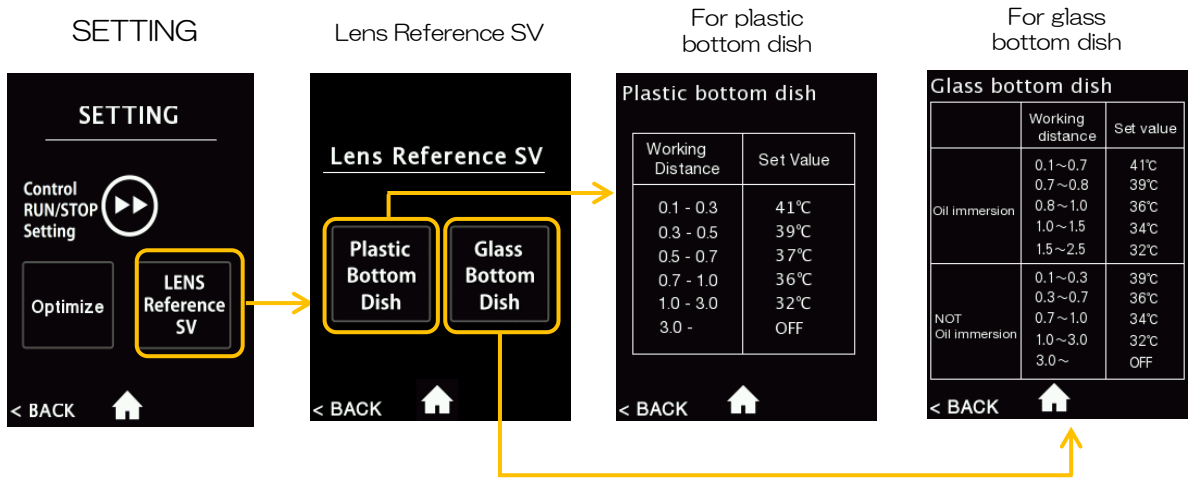 SETTING
SETTING
Control
RUN/STOP
Setting
Optimize
LENS
Reference
SV
< BACK
Lens Reference SV
Lens Reference SV
Plastic
Bottom
Dish
Glass
Bottom
Dish
< BACK
For plastic
bottom dish
Plastic bottom dish
Working
Distance
Set Value
0.1 - 0.3 41℃
0.3 - 0.5 39℃
0.5 - 0.7 37℃
0.7 - 1.0 36℃
1.0 - 3.0 32℃
3.0 - OFF
< BACK
For glass
bottom dish
Glass bottom dish
Working
distance
Set value
Oil immersion
0.1～0.7 41℃
0.7～0.8 39℃
0.8～1.0 36℃
1.0～1.5 34℃
1.5～2.5 32℃
NOT
Oil immersion
0.1～0.3 39℃
0.3～0.7 36℃
0.7～1.0 34℃
1.0～3.0 32℃
3.0～ OFF
< BACK